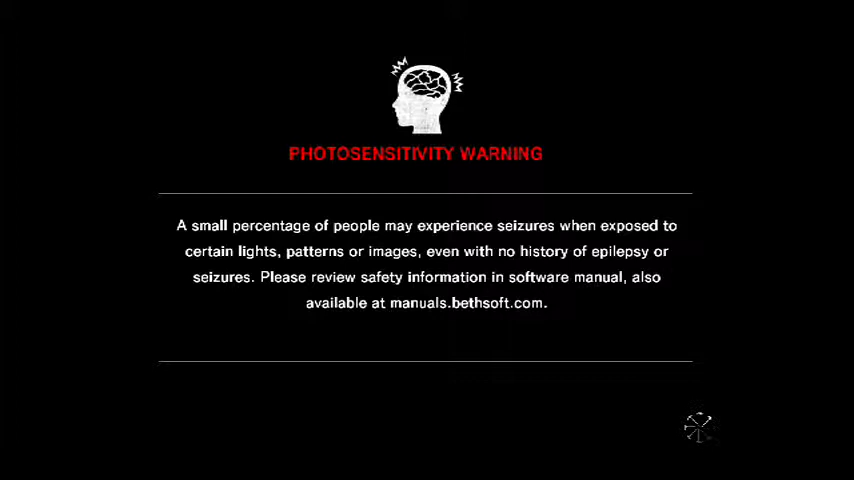 PHOTOSENSITIVITY WARNING
A small percentage of people may experience seizures when exposed to
certain lights, patterns or images, even with no history of epilepsy or
seizures. Please review safety information in software manual, also
available at manuals.bethsoft.com.